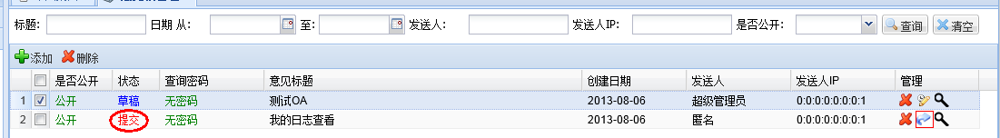 标题: 日期 从: 至: 发送人: 发送人IP: 是否公开: 查询 清空
添加 删除
是否公开 状态 查询密码 意见标题 创建日期 发送人 发送人IP 管理
1 公开 草稿 无密码 测试OA 2013-08-06 超级管理员 0:0:0:0:0:0:0:1
2 公开 提交 无密码 我的日志查看 2013-08-06 匿名 0:0:0:0:0:0:0:1